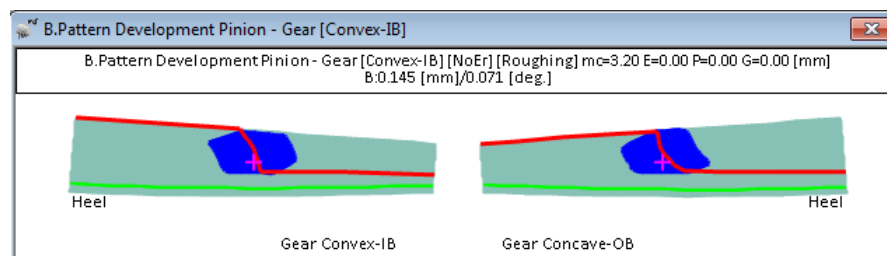 B.Pattern Development Pinion - Gear [Convex-IB]
B.Pattern Development Pinion - Gear [Convex-IB] [NoEr] [Roughing] mc=3.20 E=0.00 P=0.00 G=0.00 [mm]
B:0.145 [mm]/0.071 [deg.]
Heel
Heel
Gear Convex-IB
Gear Concave-OB